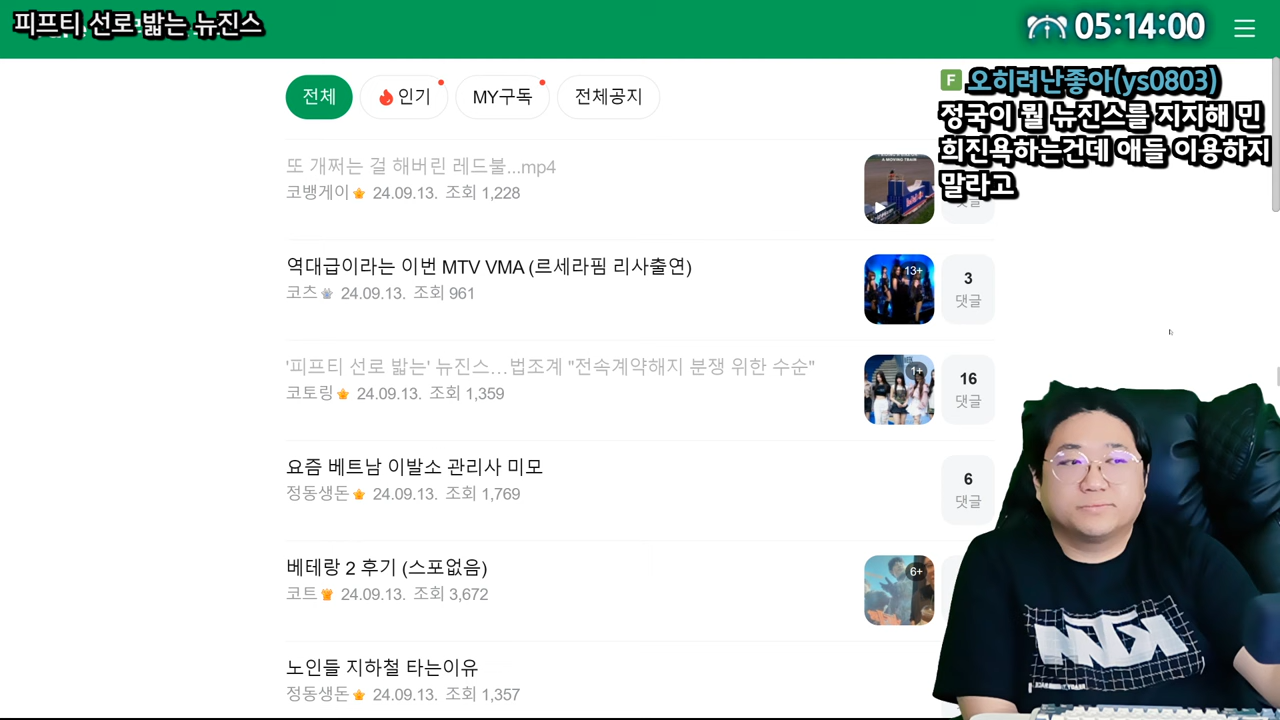 피프티 선로 밟는 뉴진스
05:14:00
전체
인기
MY구독
전체공지
F 오히려난좋아(ys0803)
정국이 뭘 뉴진스를 지지해 민
희진욕하는건데 애들 이용하지
말라고
또 개쩌는 걸 해버린 레드불...mp4
코뱅게이 24.09.13. 조회 1,228
A MOVING TRAIN
댓글
역대급이라는 이번 MTV VMA (르세라핌 리사출연)
코츠 24.09.13. 조회 961
13+
3
댓글
'피프티 선로 밟는' 뉴진스…법조계 "전속계약해지 분쟁 위한 수순"
코토링 24.09.13. 조회 1,359
1+
16
댓글
요즘 베트남 이발소 관리사 미모
정동생돈 24.09.13. 조회 1,769
6
댓글
베테랑 2 후기 (스포없음)
코트 24.09.13. 조회 3,672
6+
노인들 지하철 타는이유
정동생돈 24.09.13. 조회 1,357